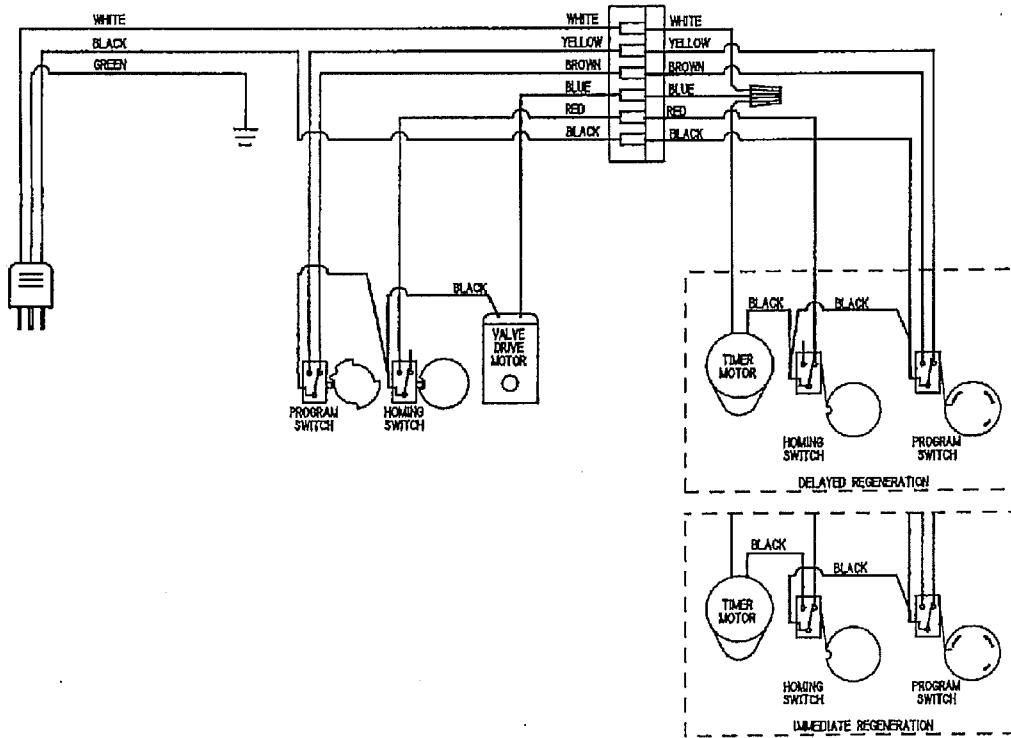 WHITE WHITE WHITE
BLACK YELLOW YELLOW
GREEN BROWN BROWN
BLUE BLUE
RED RED
BLACK BLACK
BLACK
VALVE
DRIVE
MOTOR
PROGRAM
SWITCH
HOMING
SWITCH
BLACK BLACK
TIMER
MOTOR
HOMING
SWITCH
PROGRAM
SWITCH
DELAYED REGENERATION
BLACK
BLACK
TIMER
MOTOR
HOMING
SWITCH
PROGRAM
SWITCH
IMMEDIATE REGENERATION